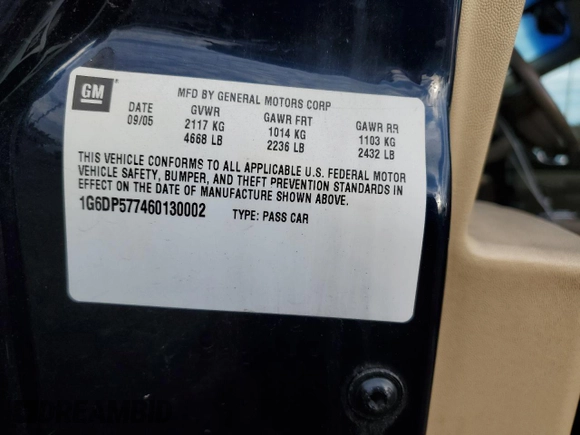 GM
MFD BY GENERAL MOTORS CORP
DATE GVWR GAWR FRT GAWR RR
09/05 2117 KG 1014 KG 1103 KG
4668 LB 2236 LB 2432 LB
THIS VEHICLE CONFORMS TO ALL APPLICABLE U.S. FEDERAL MOTOR
VEHICLE SAFETY, BUMPER, AND THEFT PREVENTION STANDARDS IN
EFFECT ON THE DATE OF MANUFACTURE SHOWN ABOVE.
1G6DP577460130002 TYPE: PASS CAR
DREAMBID